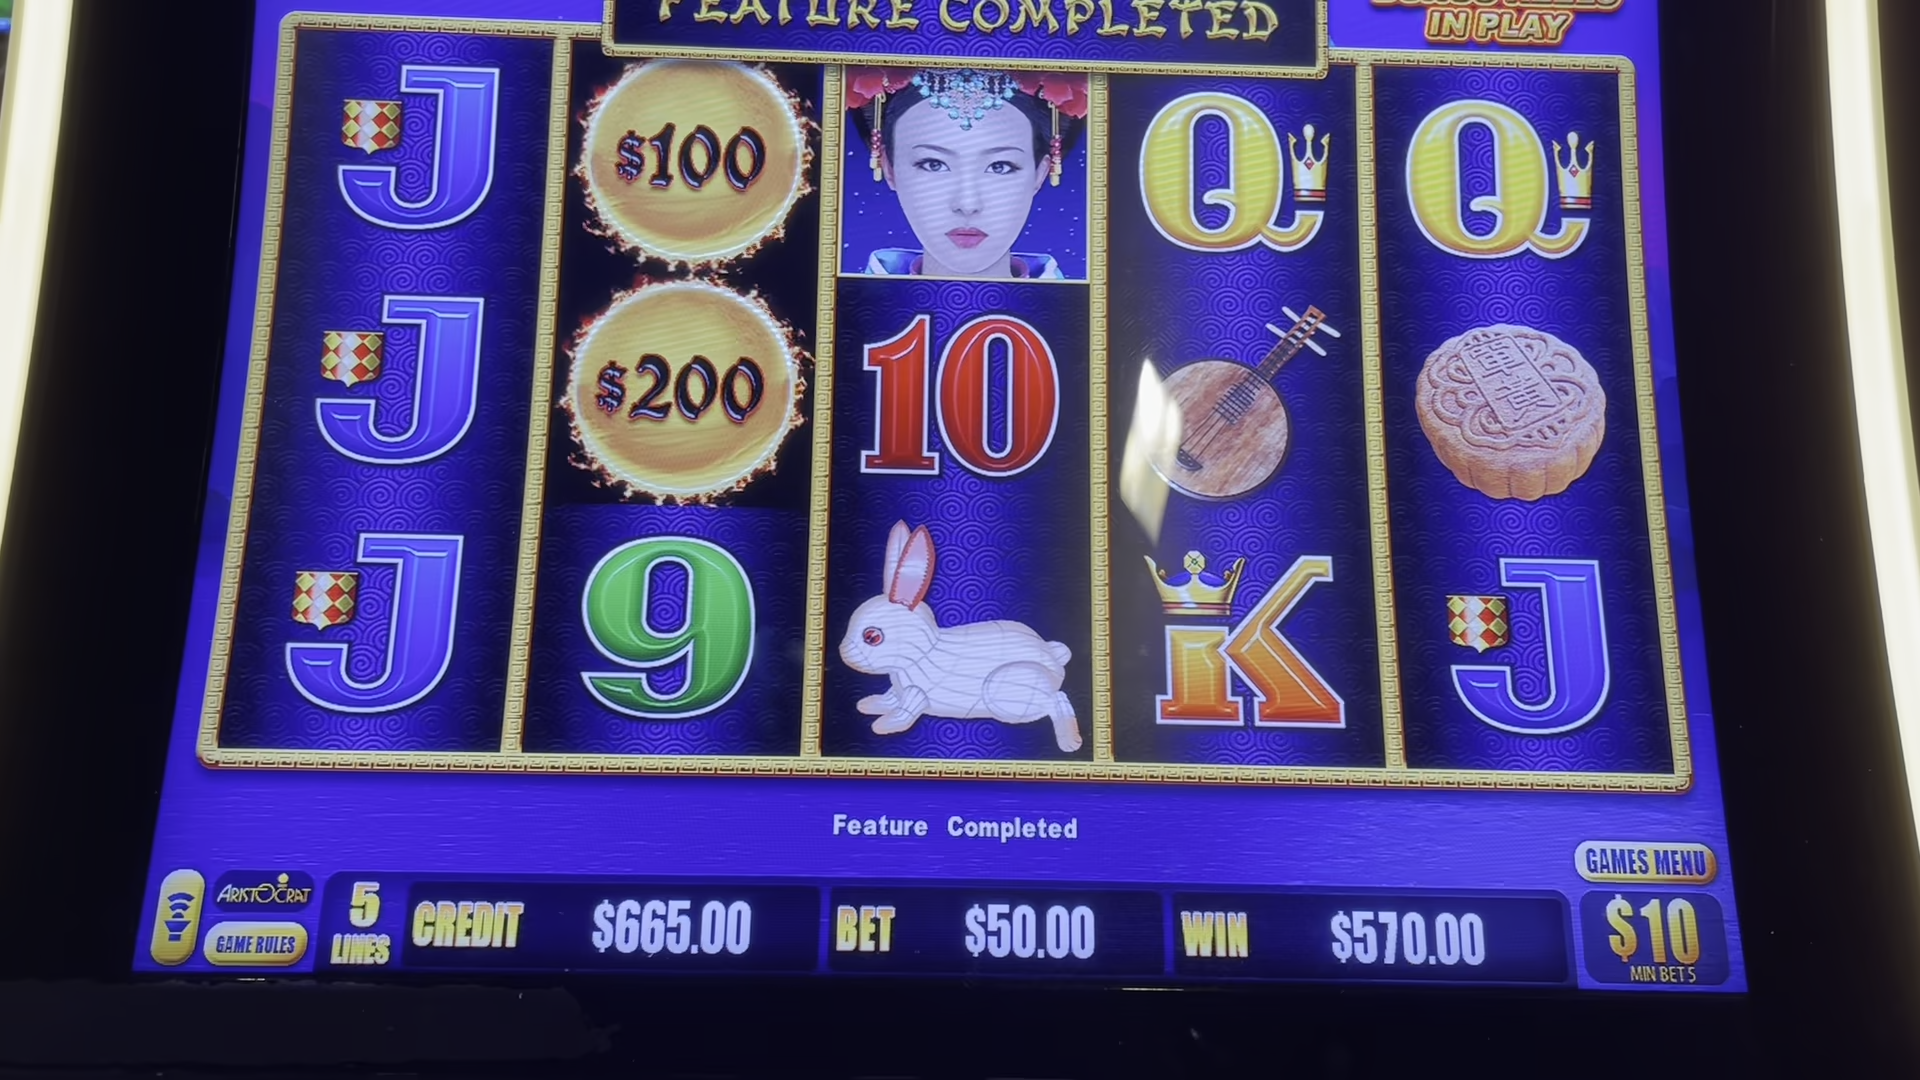 FEATURE COMPLETED
IN PLAY
J
$100
Q
Q
J
$200
10
J
9
K
J
Feature Completed
GAMES MENU
ARISTOCRAT
GAME RULES
5
LINES
CREDIT $665.00
BET $50.00
WIN $570.00
$10
MIN BET 5